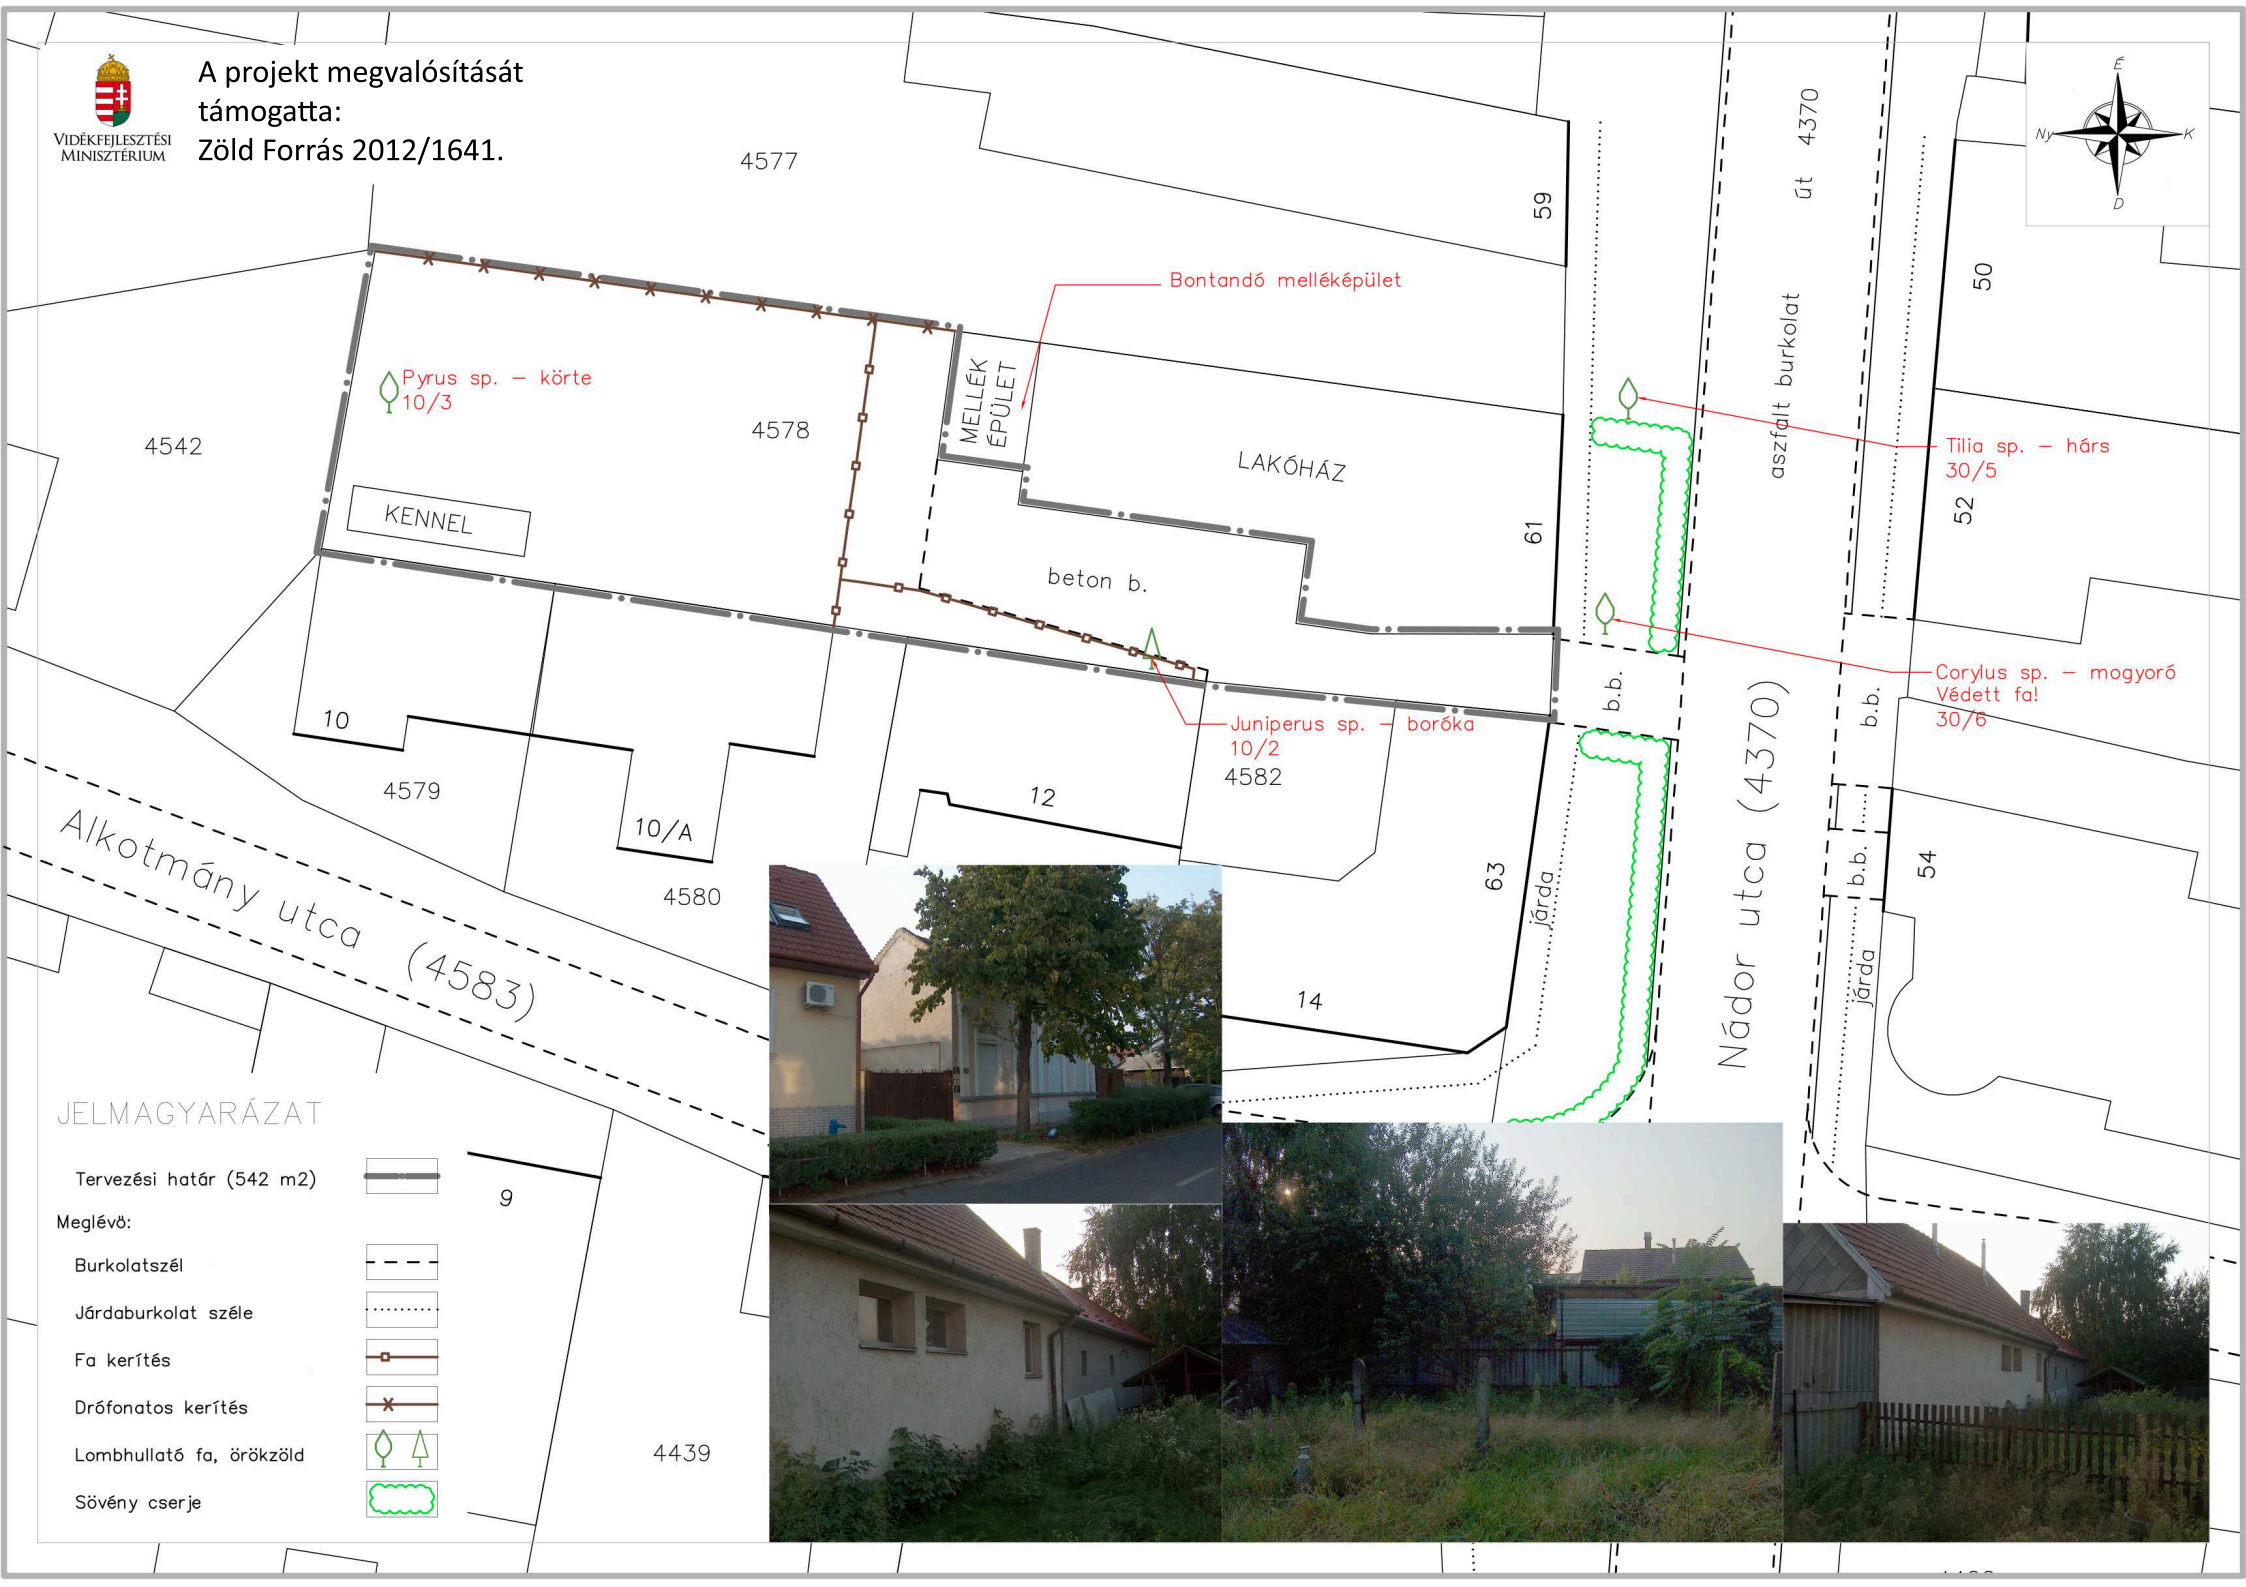 VIDÉKFEJLESZTÉSI
MINISZTÉRIUM
A projekt megvalósítását
támogatta:
Zöld Forrás 2012/1641.
É
Ny
K
D
4577
59
út 4370
50
Bontandó melléképület
Pyrus sp. – körte
10/3
4542
4578
MELLÉK
ÉPÜLET
LAKÓHÁZ
61
aszfalt burkolat
Tilia sp. – hárs
30/5
52
KENNEL
beton b.
b.b.
Corylus sp. – mogyoró
Védett fa!
30/6
b.b.
Juniperus sp. – boróka
10/2
4582
10
4579
10/A
4580
12
63
járda
14
Nádor utca (4370)
b.b.
54
járda
Alkotmány utca (4583)
JELMAGYARÁZAT
Tervezési határ (542 m2)
Meglévő:
Burkolatszél
Járdaburkolat széle
Fa kerítés
Drófonatos kerítés
Lombhullató fa, örökzöld
Sövény cserje
9
4439